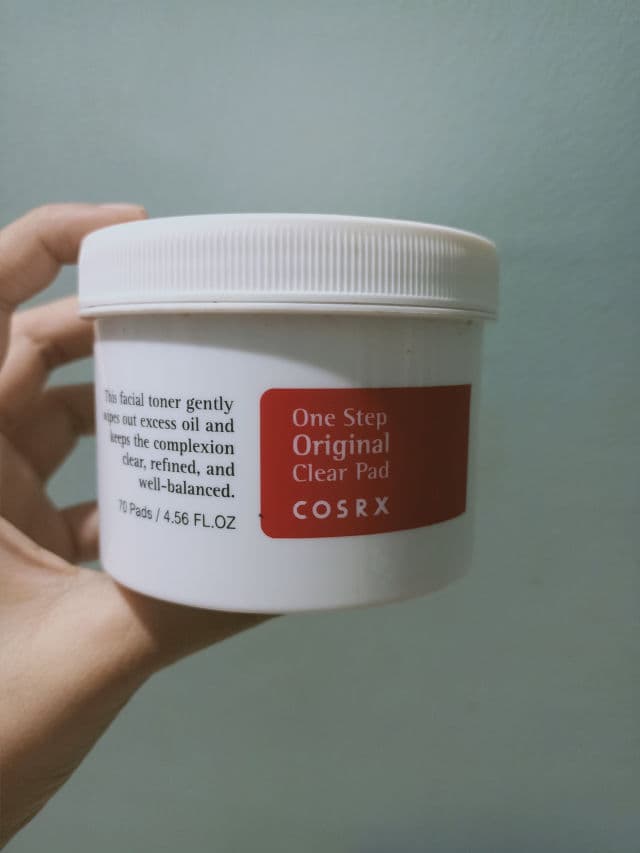 This facial toner gently
wipes out excess oil and
keeps the complexion
clear, refined, and
well-balanced.
70 Pads / 4.56 FL.OZ
One Step
Original
Clear Pad
COSRX